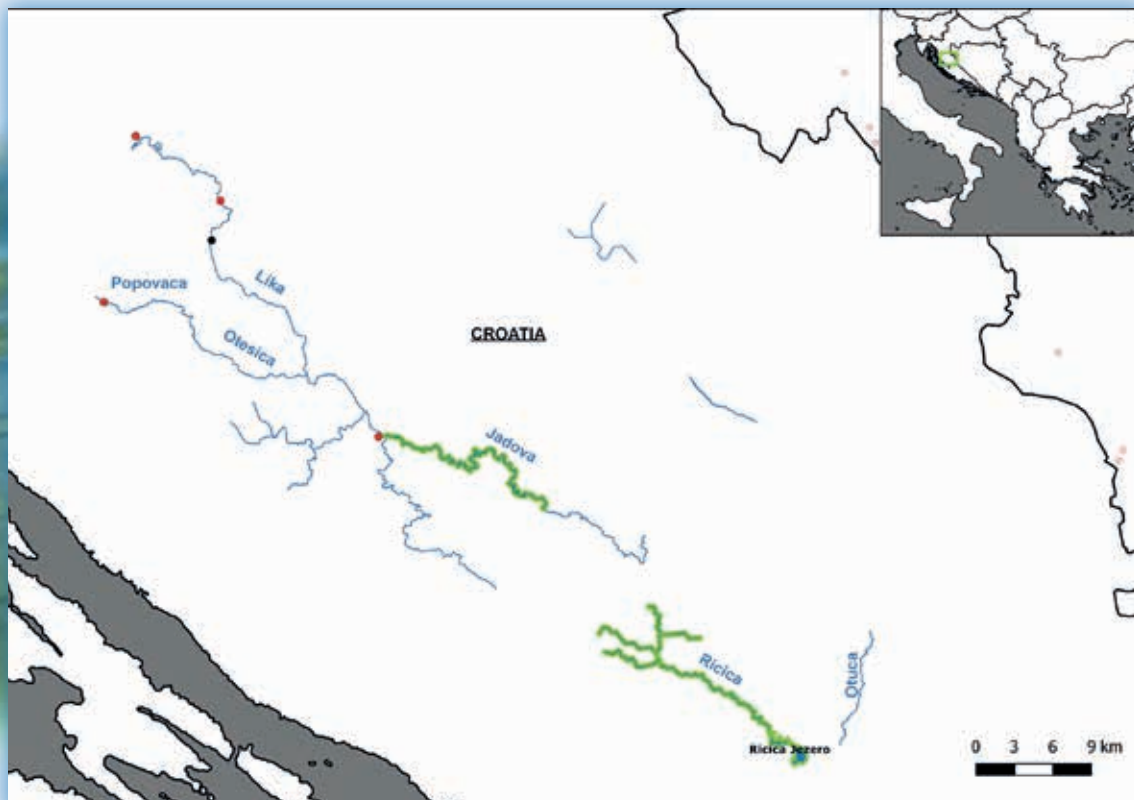 Popovaca
Lika
Otesica
CROATIA
Jadova
Ricica
Otuca
Ricica Jezero
0 3 6 9 km